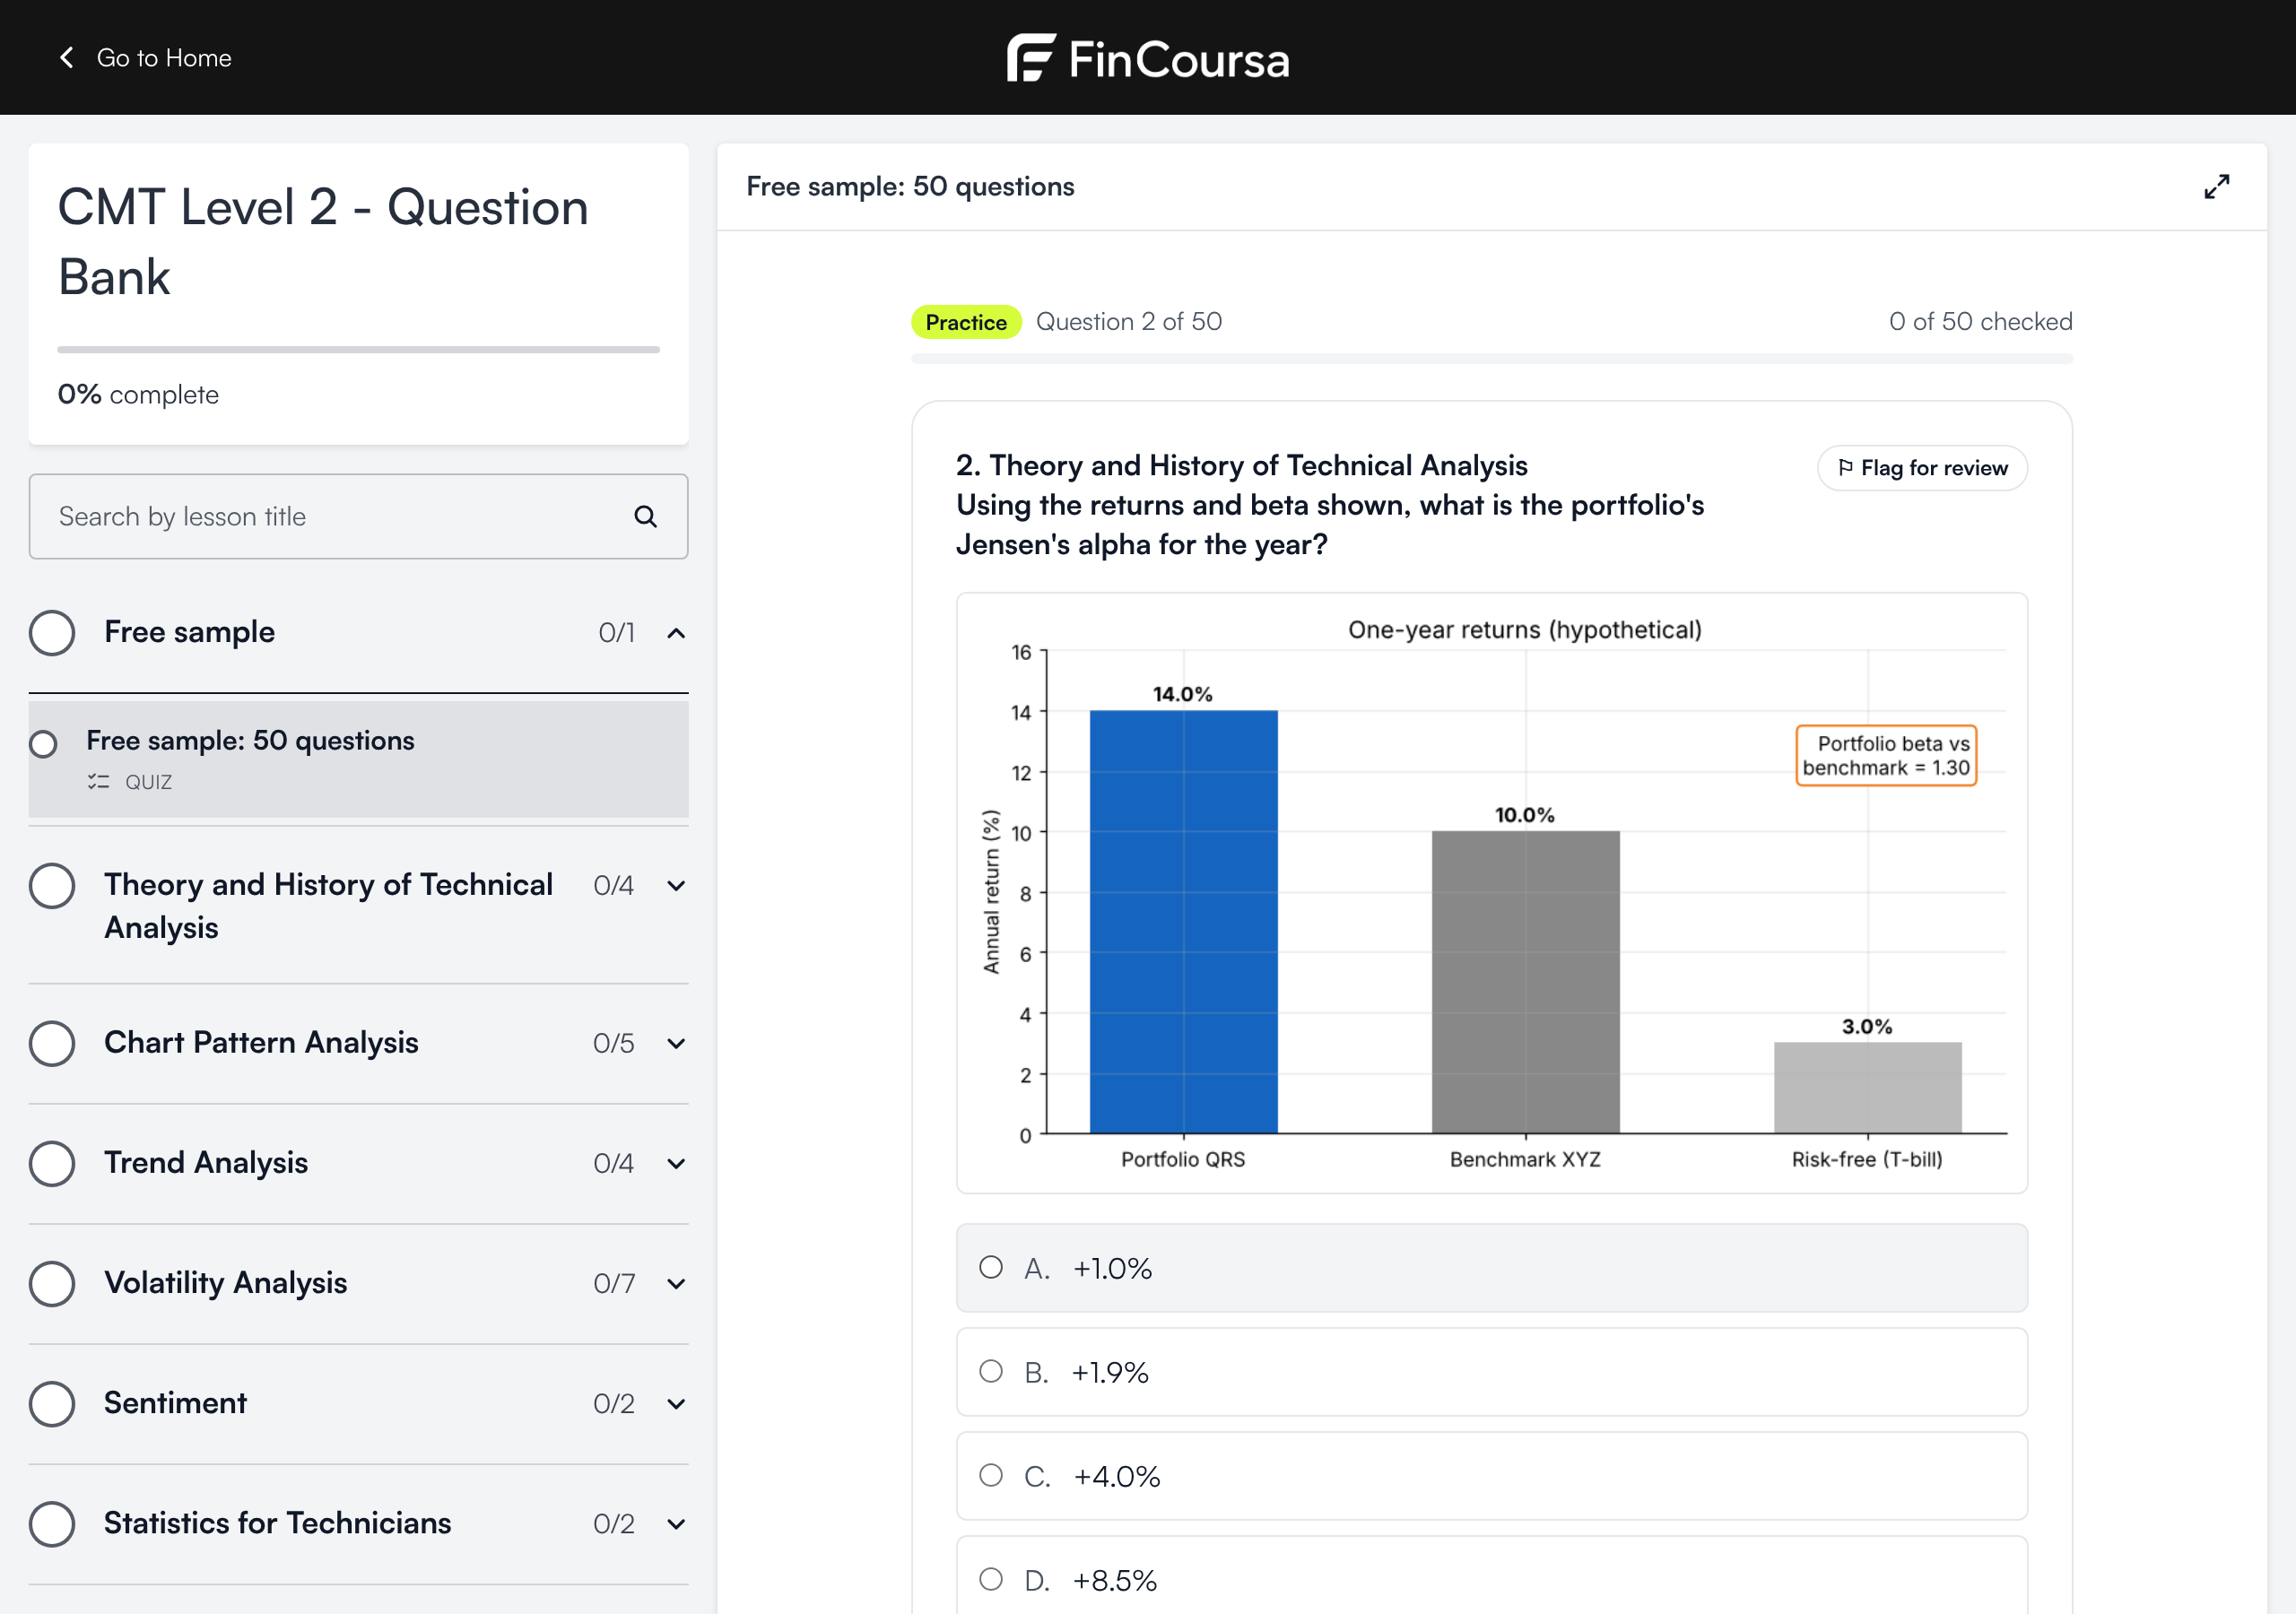 Go to Home
FinCoursa
CMT Level 2 - Question
Bank
0% complete
Search by lesson title
Free sample 0/1
Free sample: 50 questions
QUIZ
Theory and History of Technical 0/4
Analysis
Chart Pattern Analysis 0/5
Trend Analysis 0/4
Volatility Analysis 0/7
Sentiment 0/2
Statistics for Technicians 0/2
Free sample: 50 questions
Practice Question 2 of 50 0 of 50 checked
2. Theory and History of Technical Analysis
Flag for review
Using the returns and beta shown, what is the portfolio's
Jensen's alpha for the year?
One-year returns (hypothetical)
Annual return (%)
16
14
12
10
8
6
4
2
0
14.0%
10.0%
3.0%
Portfolio beta vs
benchmark = 1.30
Portfolio QRS
Benchmark XYZ
Risk-free (T-bill)
A. +1.0%
B. +1.9%
C. +4.0%
D. +8.5%